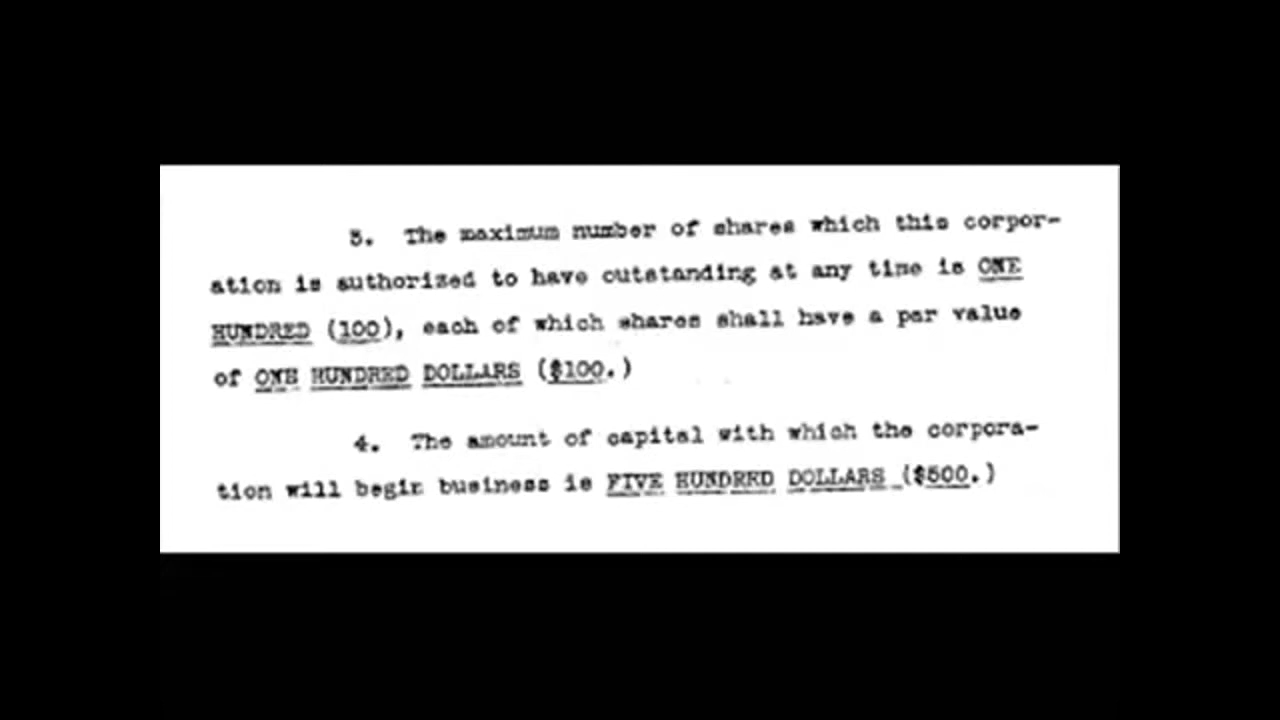 3. The maximum number of shares which this corpor-
ation is authorized to have outstanding at any time is ONE
HUNDRED (100), each of which shares shall have a par value
of ONE HUNDRED DOLLARS ($100.)
4. The amount of capital with which the corpora-
tion will begin business is FIVE HUNDRED DOLLARS ($500.)